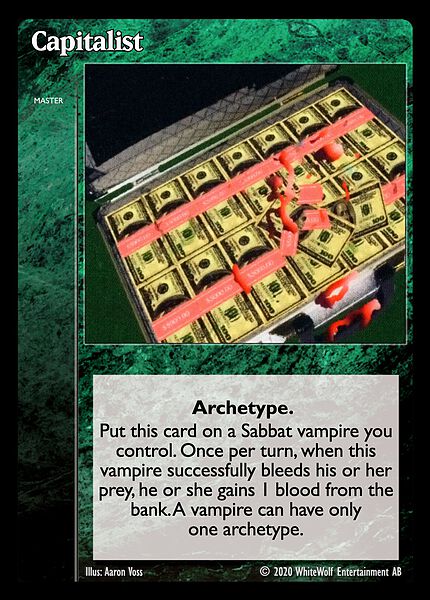 Capitalist
MASTER
$5000.00
Archetype.
Put this card on a Sabbat vampire you
control. Once per turn, when this
vampire successfully bleeds his or her
prey, he or she gains 1 blood from the
bank. A vampire can have only
one archetype.
Illus: Aaron Voss
© 2020 WhiteWolf Entertainment AB